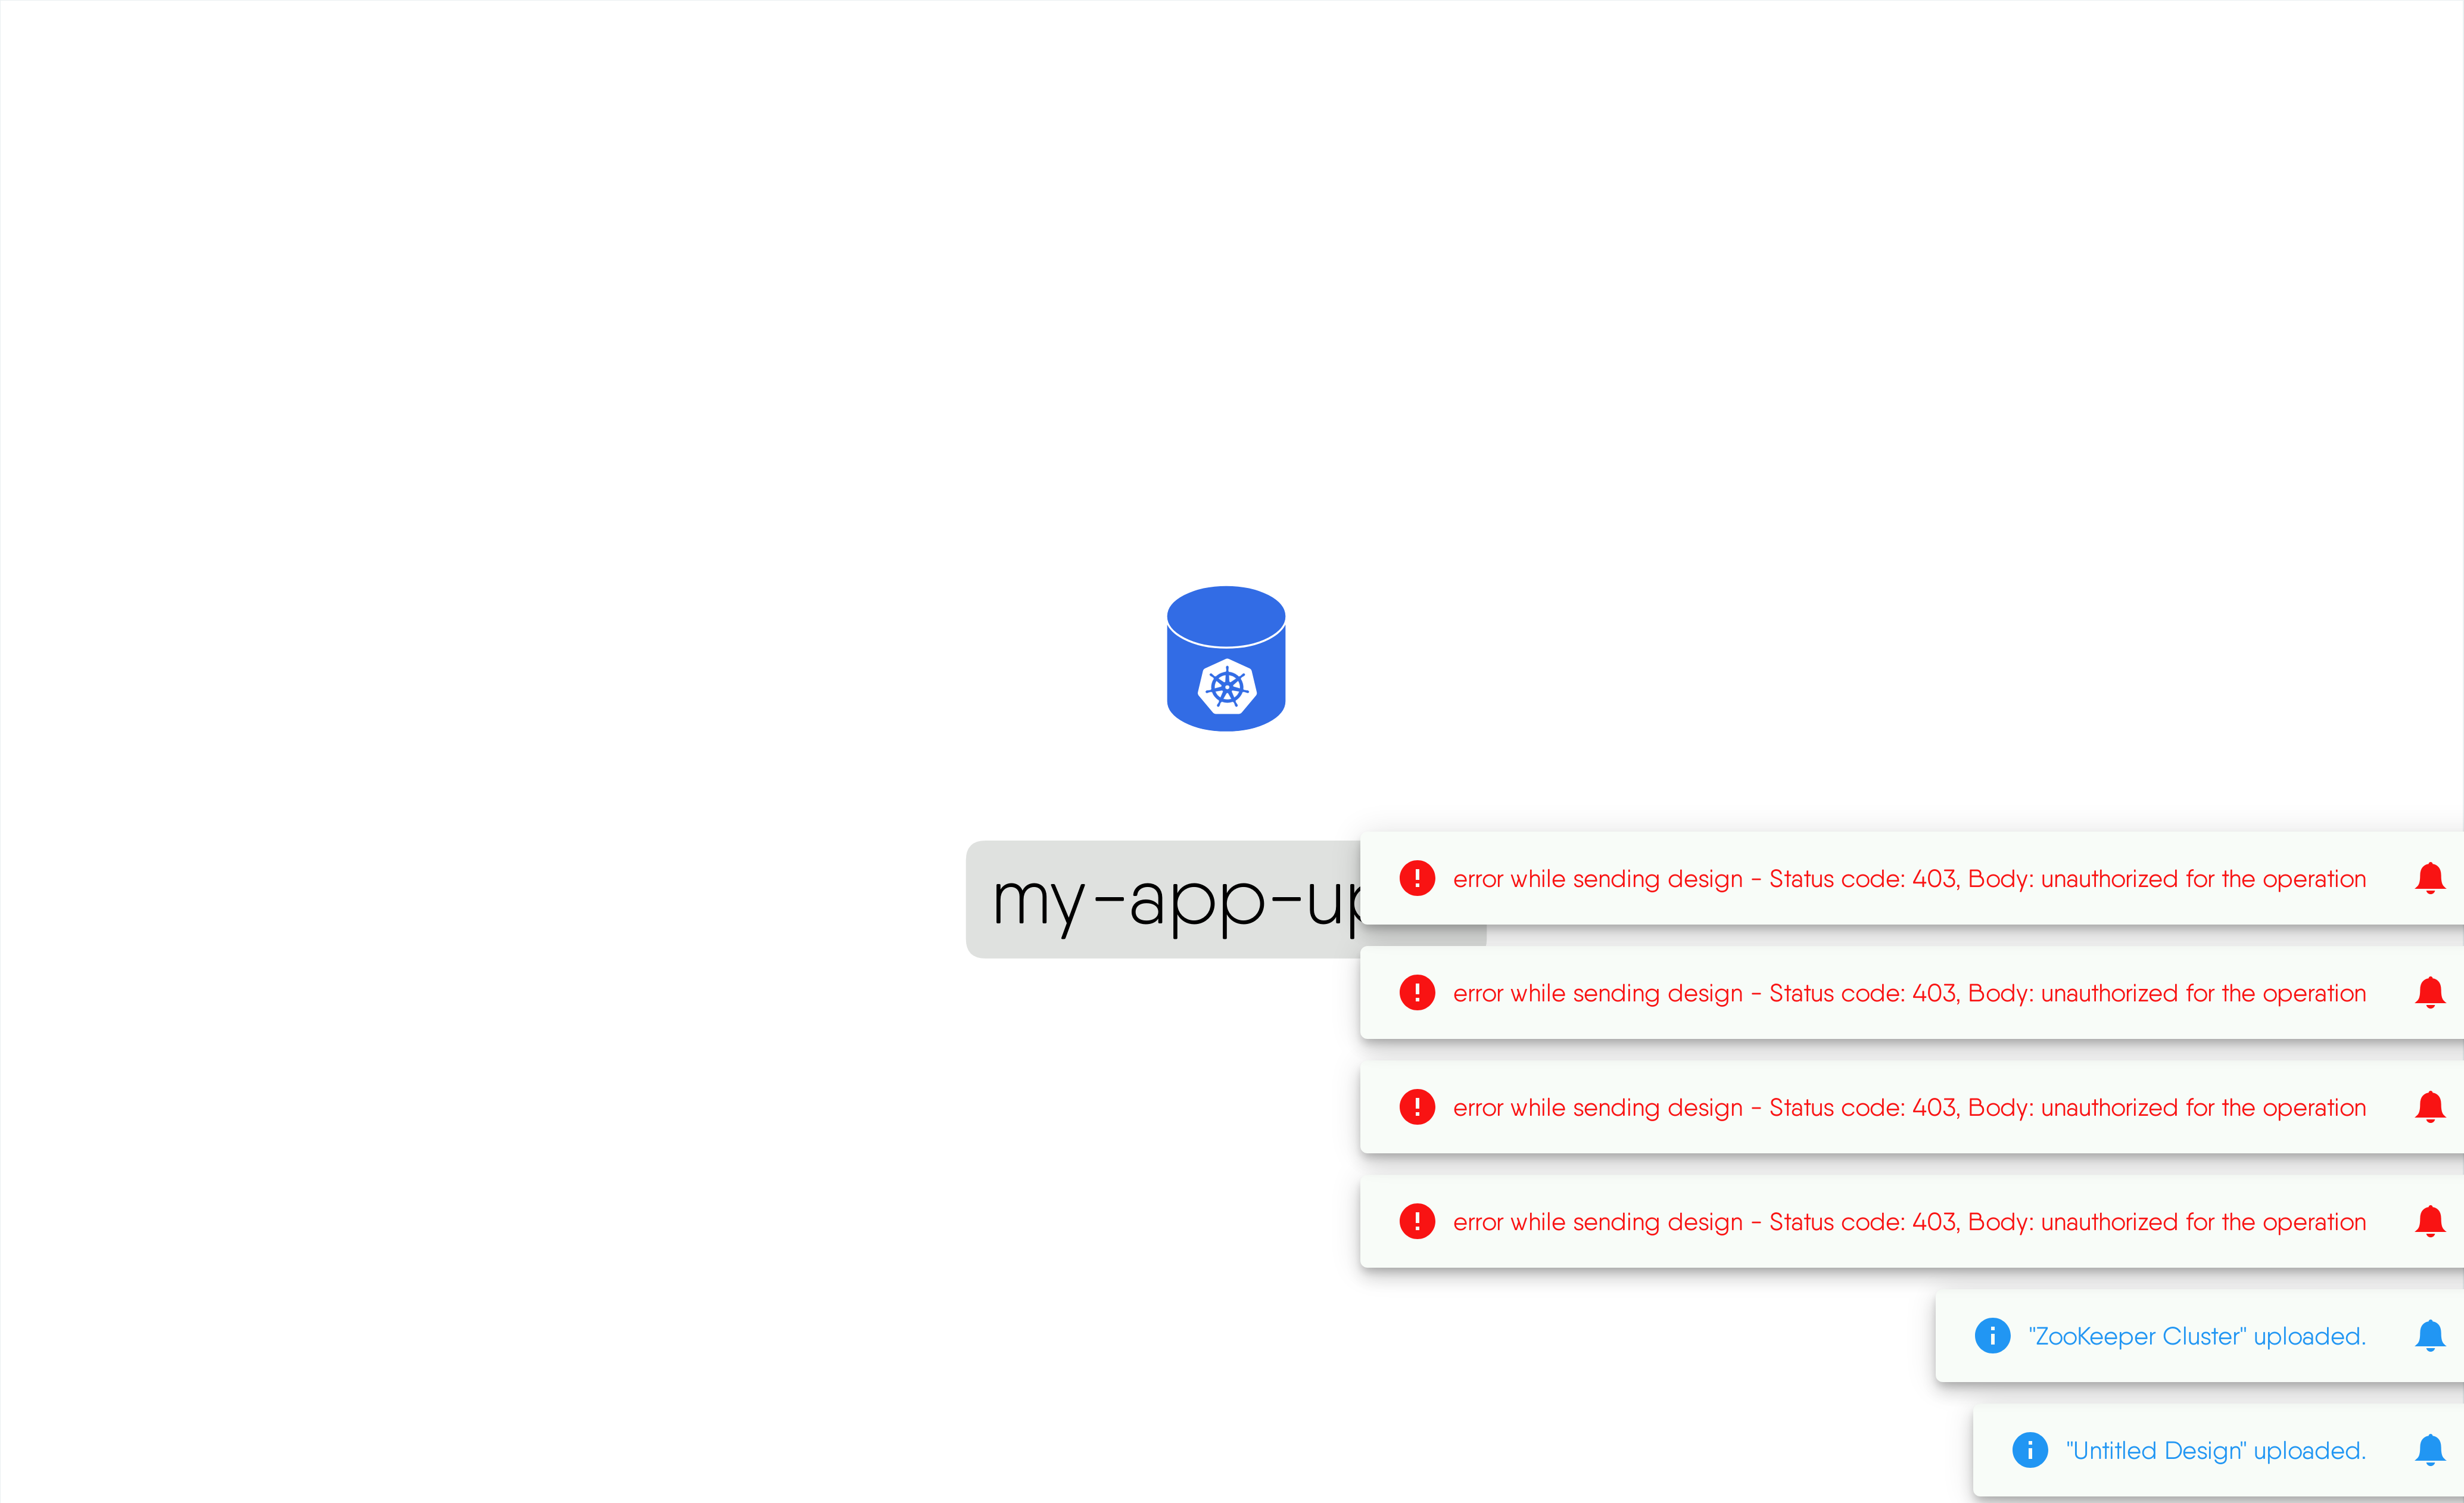 my-app-up
error while sending design - Status code: 403, Body: unauthorized for the operation
error while sending design - Status code: 403, Body: unauthorized for the operation
error while sending design - Status code: 403, Body: unauthorized for the operation
error while sending design - Status code: 403, Body: unauthorized for the operation
"ZooKeeper Cluster" uploaded.
"Untitled Design" uploaded.